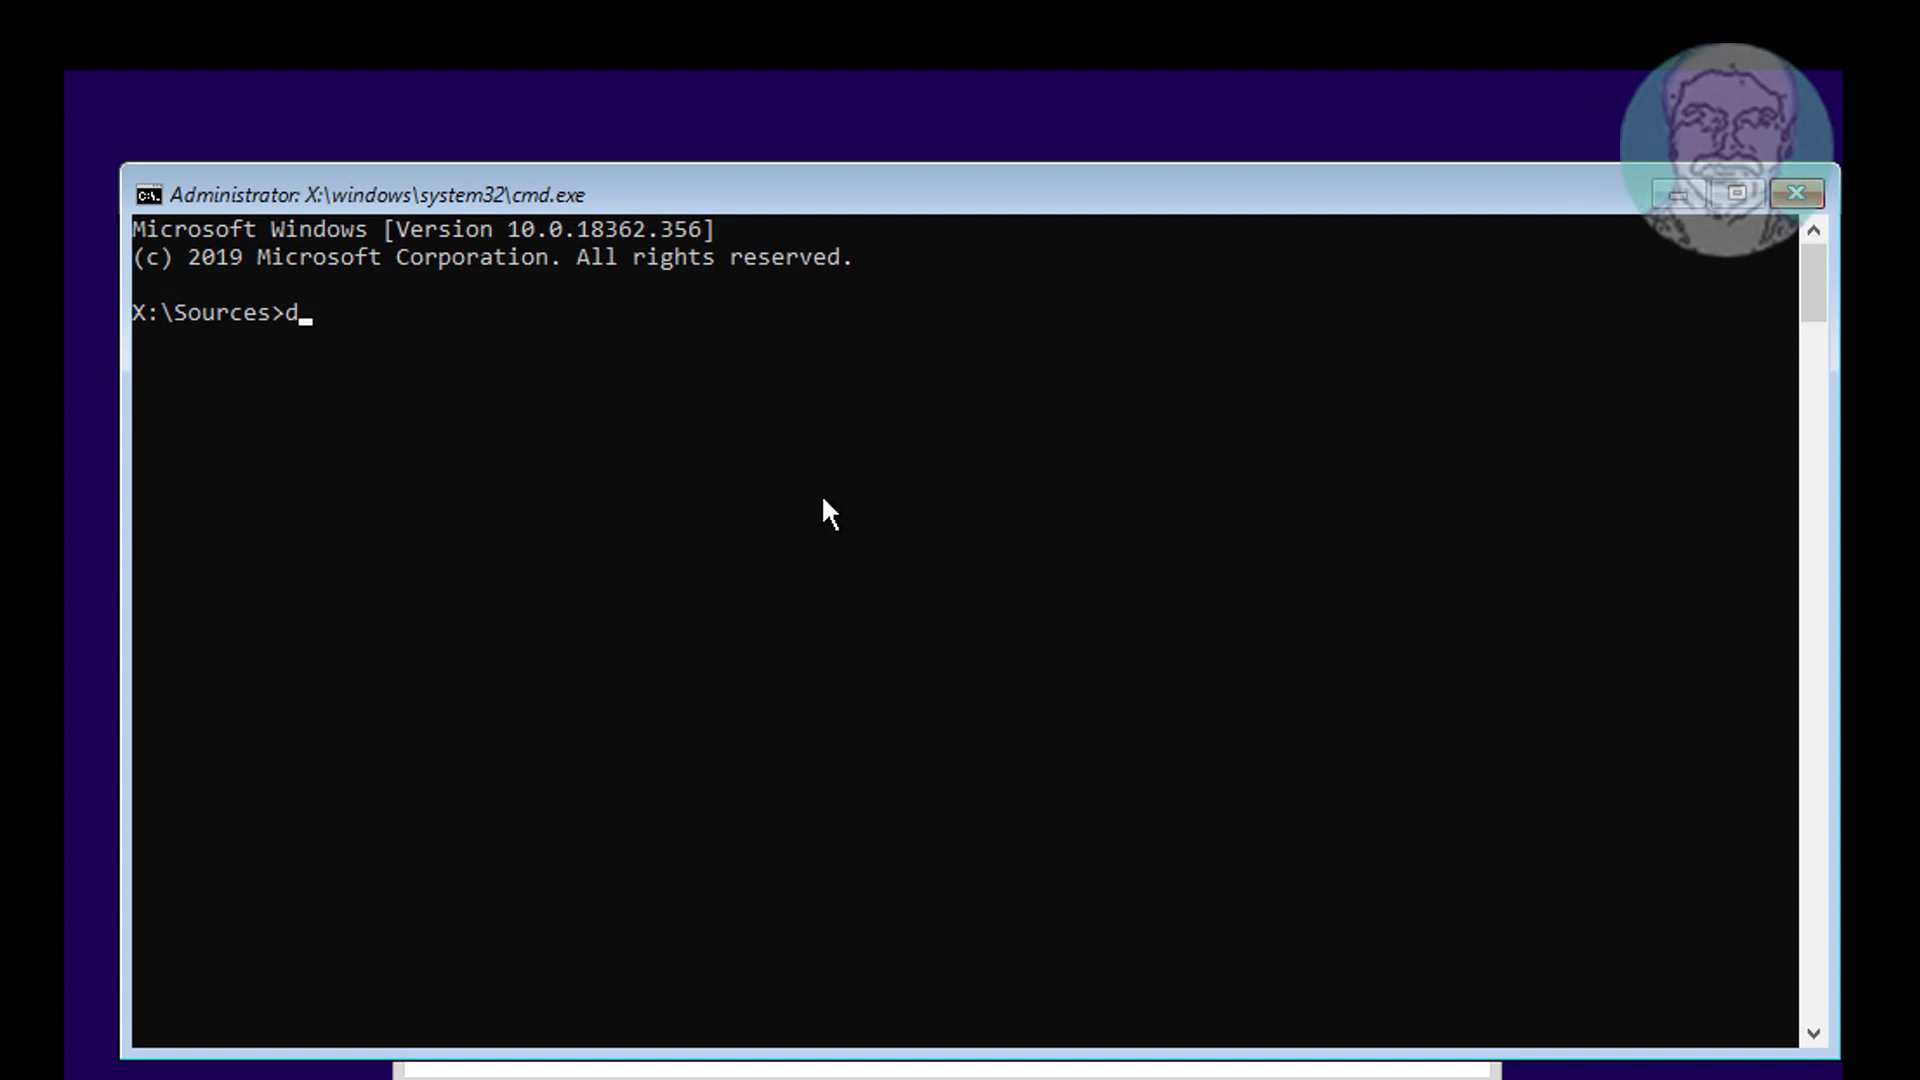 Administrator: X:\windows\system32\cmd.exe
Microsoft Windows [Version 10.0.18362.356]
(c) 2019 Microsoft Corporation. All rights reserved.
X:\Sources>d